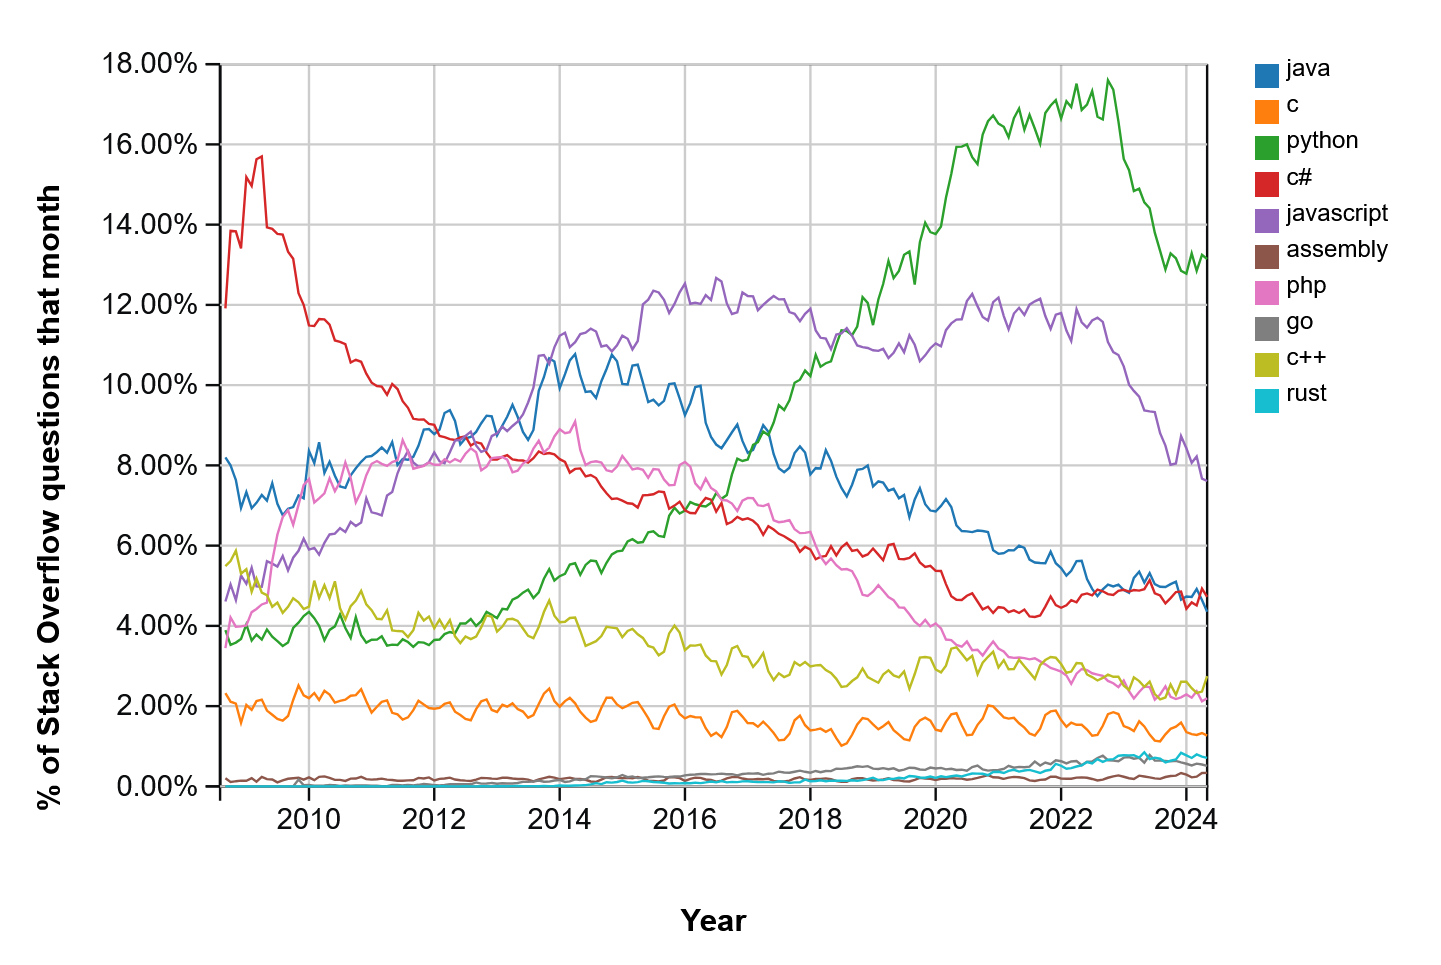 % of Stack Overflow questions that month
18.00%
16.00%
14.00%
12.00%
10.00%
8.00%
6.00%
4.00%
2.00%
0.00%
2010 2012 2014 2016 2018 2020 2022 2024
Year
java
c
python
c#
javascript
assembly
php
go
c++
rust